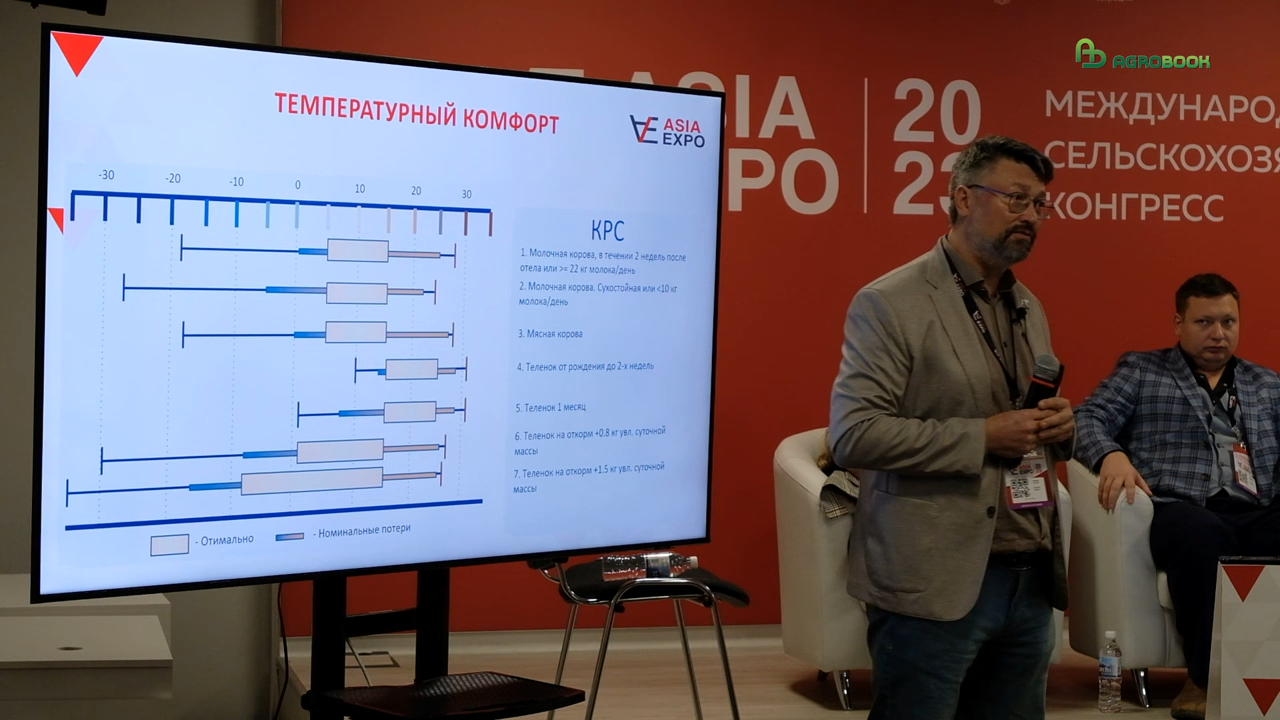 AGROBOOK
ТЕМПЕРАТУРНЫЙ КОМФОРТ
ASIA
EXPO
-30 -20 -10 0 10 20 30
КРС
1. Молочная корова, в течении 2 недель после
отела или >= 22 кг молока/день
2. Молочная корова. Сухостойная или <10 кг
молока/день
3. Мясная корова
4. Теленок от рождения до 2-х недель
5. Теленок 1 месяц
6. Теленок на откорм +0.8 кг увл. суточной
массы
7. Теленок на откорм +1.5 кг увл. суточной
массы
- Отимально
- Номинальные потери
ASIA
XPO
20
23
МЕЖДУНАРОД
СЕЛЬСКОХОЗЯ
КОНГРЕСС